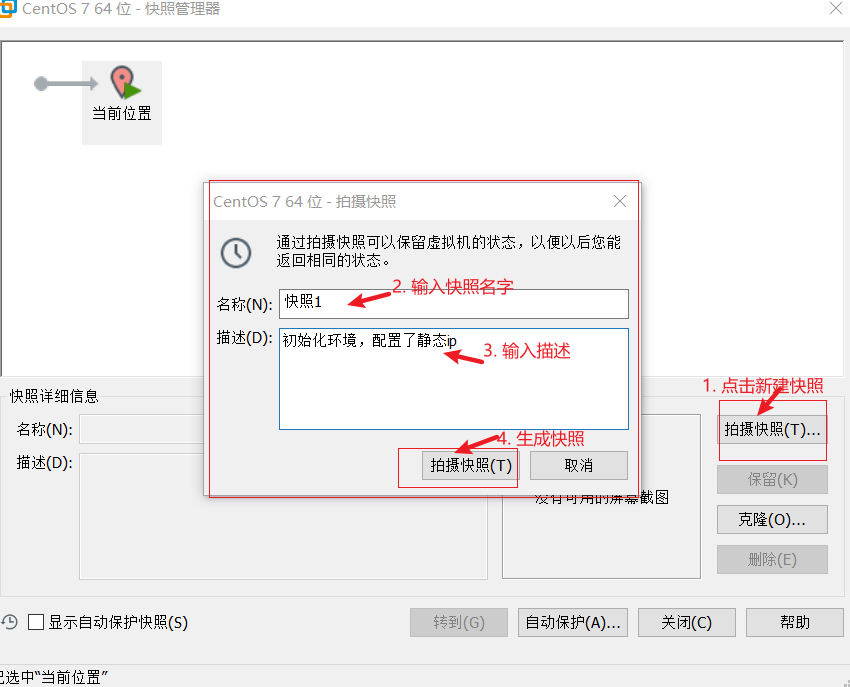 CentOS 7 64 位 - 快照管理器
当前位置
CentOS 7 64 位 - 拍摄快照
通过拍摄快照可以保留虚拟机的状态，以便以后您能
返回相同的状态。
2. 输入快照名字
名称(N): 快照1
描述(D): 初始化环境，配置了静态ip
3. 输入描述
4. 生成快照
拍摄快照(T) 取消
1. 点击新建快照
快照详细信息
名称(N):
描述(D):
没有可用的屏幕截图
拍摄快照(T)...
保留(K)
克隆(O)...
删除(E)
显示自动保护快照(S)
转到(G) 自动保护(A)... 关闭(C) 帮助
已选中“当前位置”